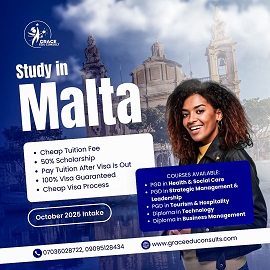 GRACE
EDU CONSULT
Study in
Malta
Cheap Tuition Fee
50% Scholarship
Pay Tuition After Visa Is Out
100% Visa Guaranteed
Cheap Visa Process
October 2025 Intake
COURSES AVAILABLE:
PGD in Health & Social Care
PGD in Strategic Management &
Leadership
PGD in Tourism & Hospitality
Diploma in Technology
Diploma in Business Management
07036028722, 09095128434
www.graceeduconsults.com